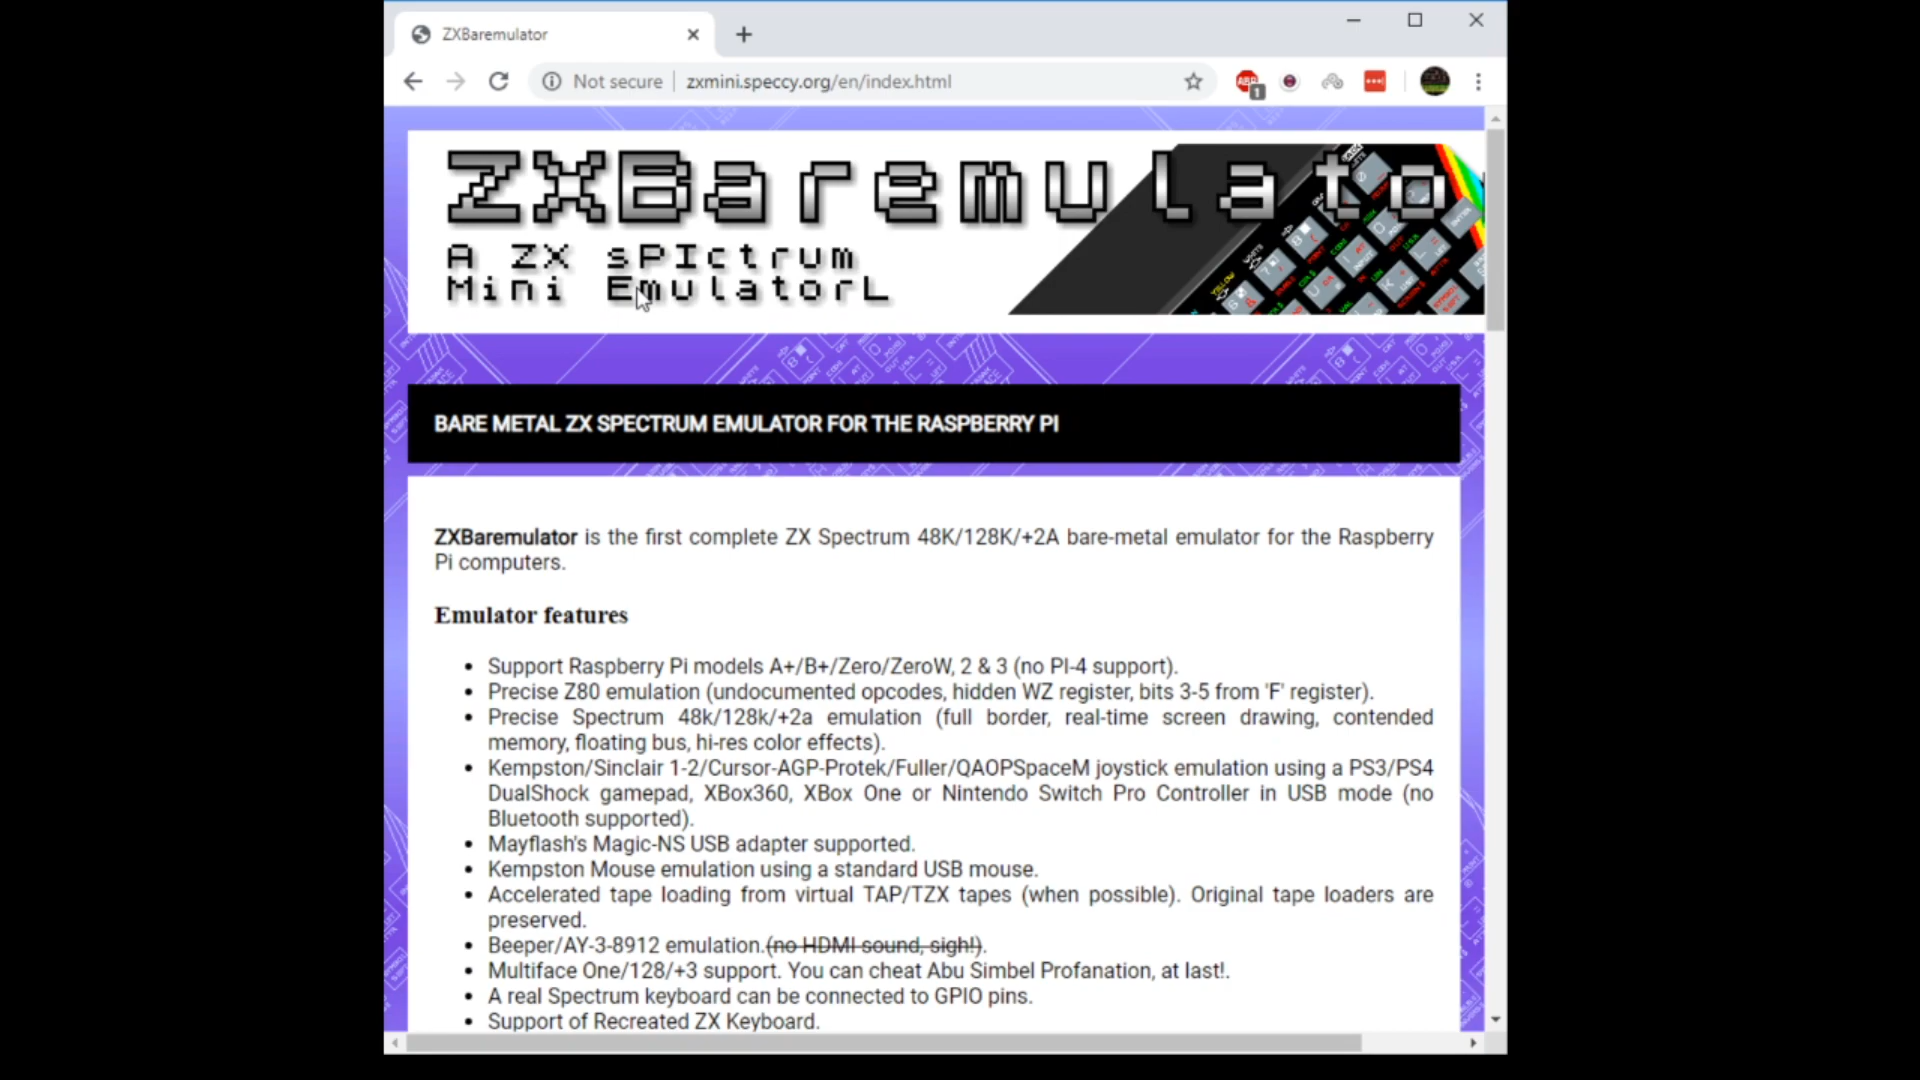 ZXBaremulator
Not secure
zxmini.speccy.org/en/index.html
ABP
1
ZXBaremulato
A ZX sPIctrum
Mini EmulatorL
BARE METAL ZX SPECTRUM EMULATOR FOR THE RASPBERRY PI
ZXBaremulator is the first complete ZX Spectrum 48K/128K/+2A bare-metal emulator for the Raspberry
Pi computers.
Emulator features
• Support Raspberry Pi models A+/B+/Zero/ZeroW, 2 & 3 (no PI-4 support).
• Precise Z80 emulation (undocumented opcodes, hidden WZ register, bits 3-5 from 'F' register).
• Precise Spectrum 48k/128k/+2a emulation (full border, real-time screen drawing, contended
memory, floating bus, hi-res color effects).
• Kempston/Sinclair 1-2/Cursor-AGP-Protek/Fuller/QAOPSpaceM joystick emulation using a PS3/PS4
DualShock gamepad, XBox360, XBox One or Nintendo Switch Pro Controller in USB mode (no
Bluetooth supported).
• Mayflash's Magic-NS USB adapter supported.
• Kempston Mouse emulation using a standard USB mouse.
• Accelerated tape loading from virtual TAP/TZX tapes (when possible). Original tape loaders are
preserved.
• Beeper/AY-3-8912 emulation.(no HDMI sound, sigh!).
• Multiface One/128/+3 support. You can cheat Abu Simbel Profanation, at last!.
• A real Spectrum keyboard can be connected to GPIO pins.
• Support of Recreated ZX Keyboard.